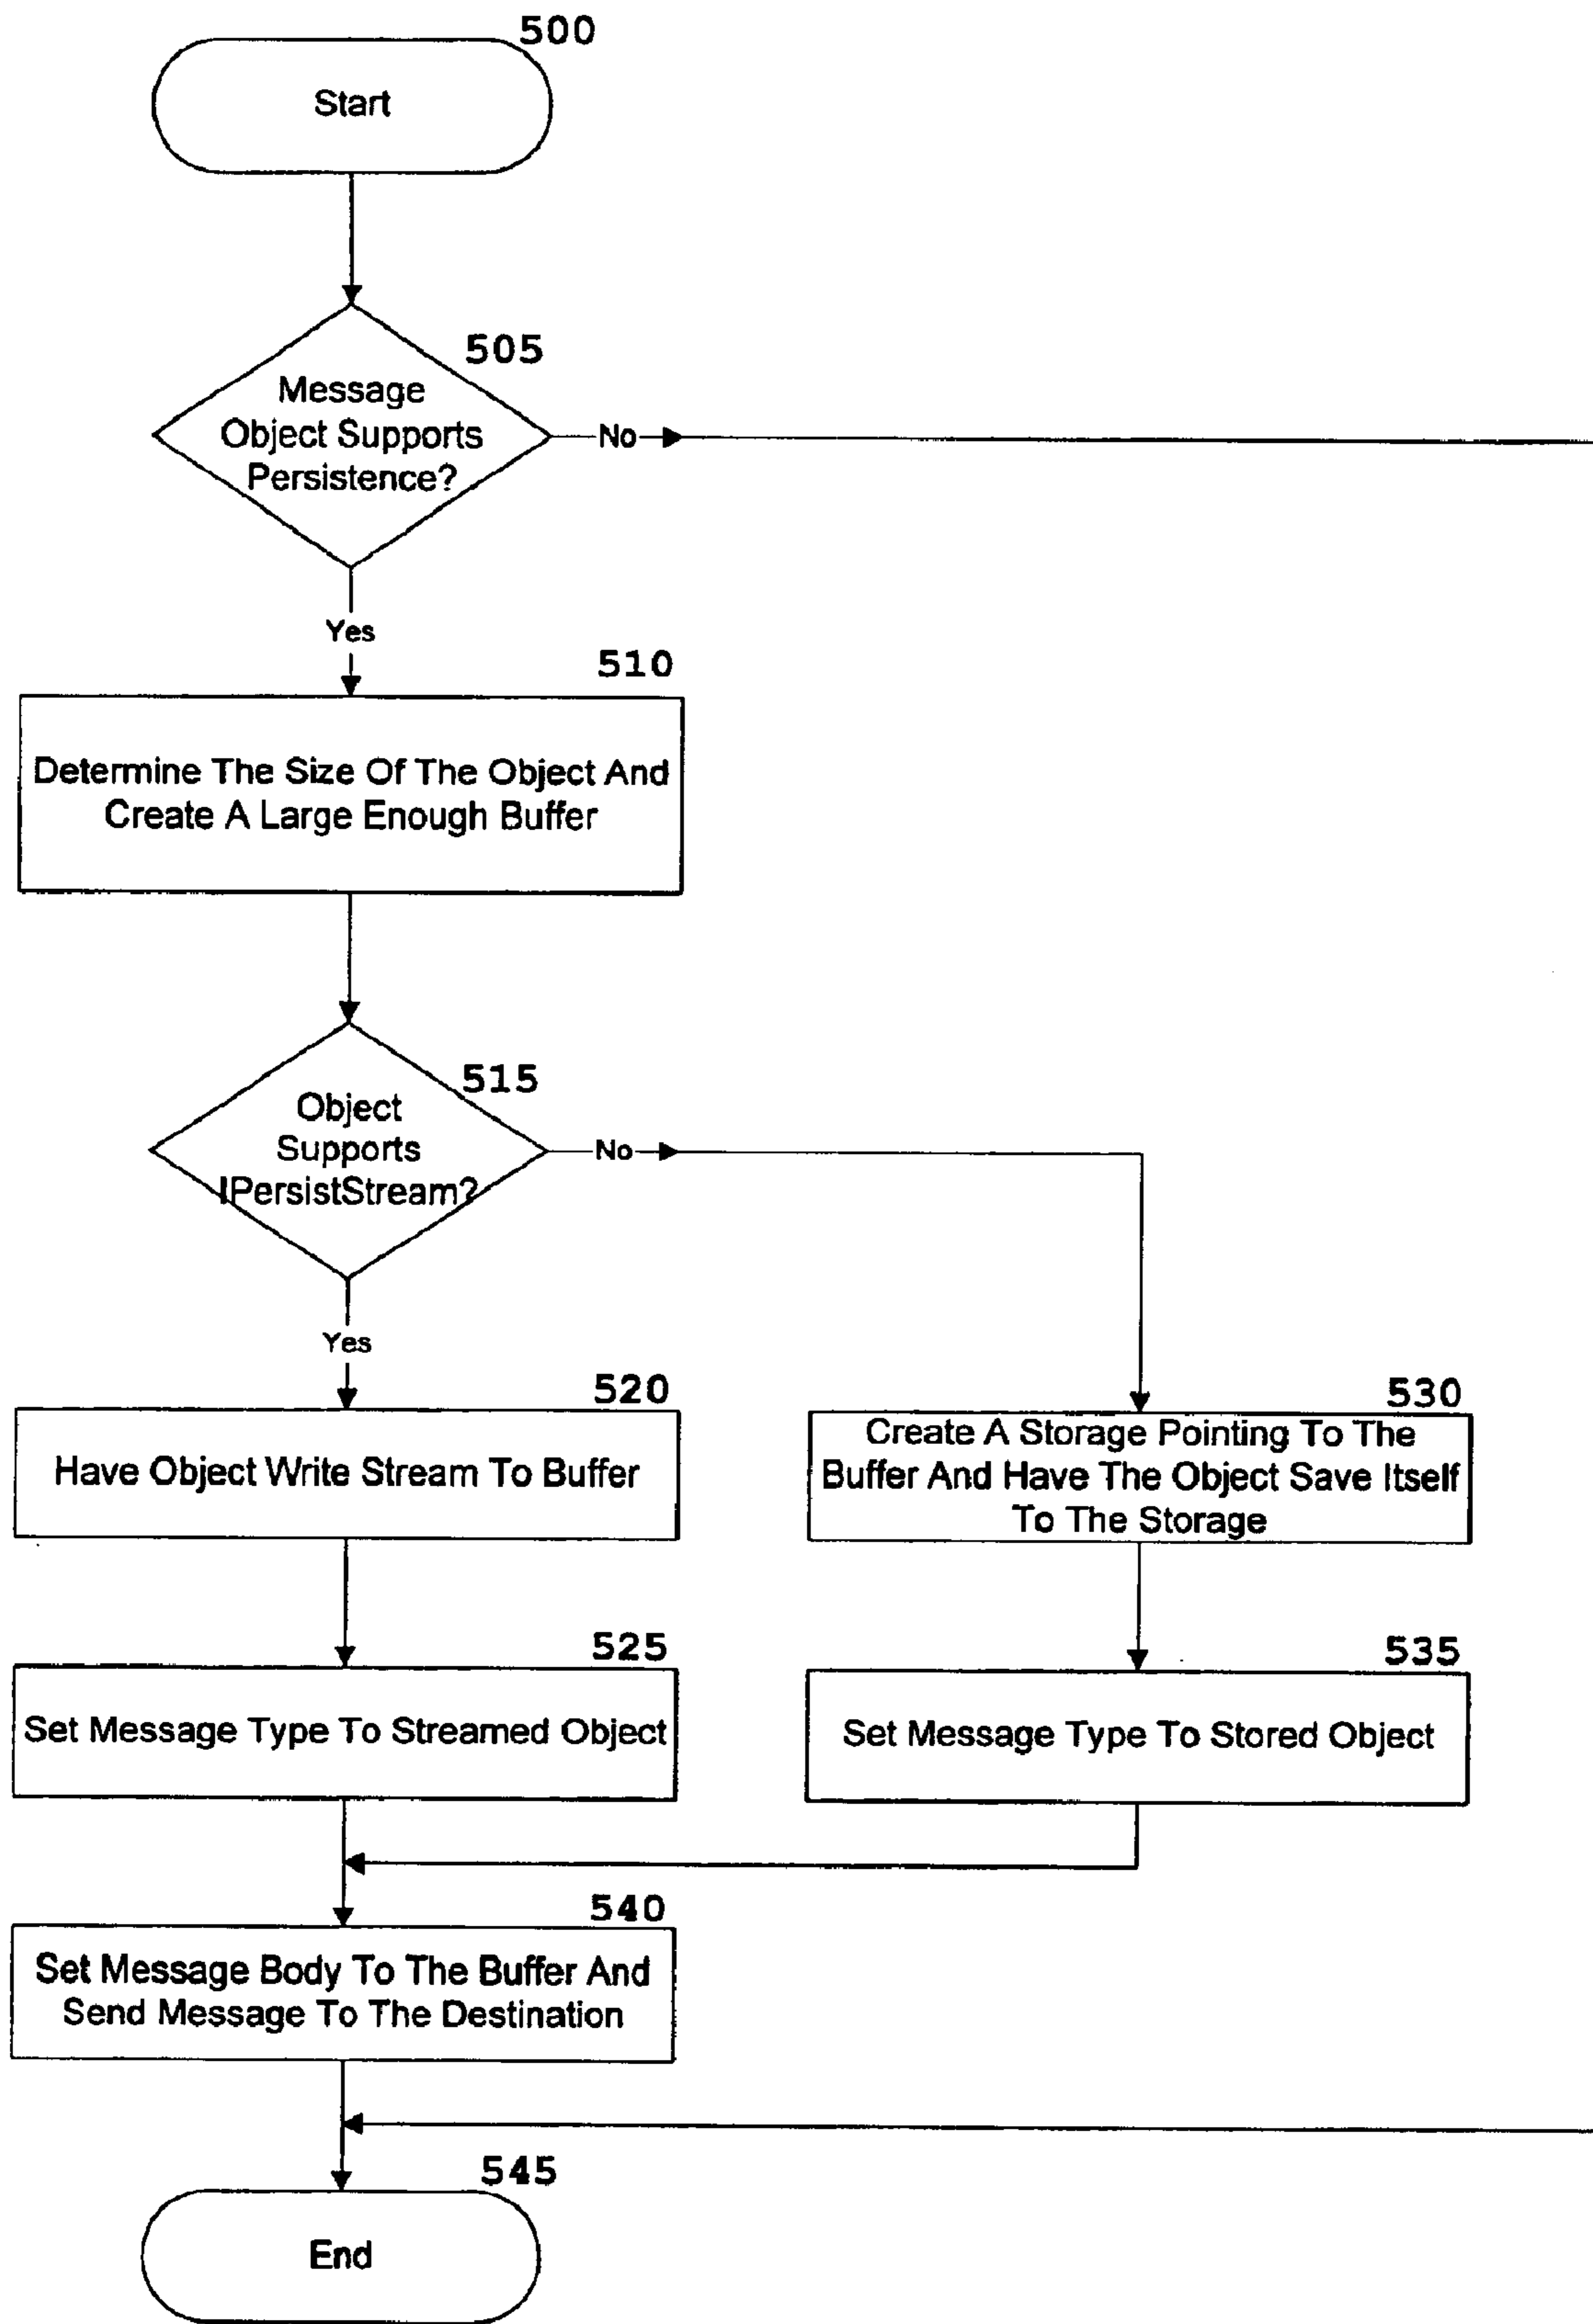 500
Start
505
Message
Object Supports
Persistence?
No
Yes
510
Determine The Size Of The Object And
Create A Large Enough Buffer
515
Object
Supports
IPersistStream?
No
Yes
520
Have Object Write Stream To Buffer
530
Create A Storage Pointing To The
Buffer And Have The Object Save Itself
To The Storage
525
Set Message Type To Streamed Object
535
Set Message Type To Stored Object
540
Set Message Body To The Buffer And
Send Message To The Destination
545
End